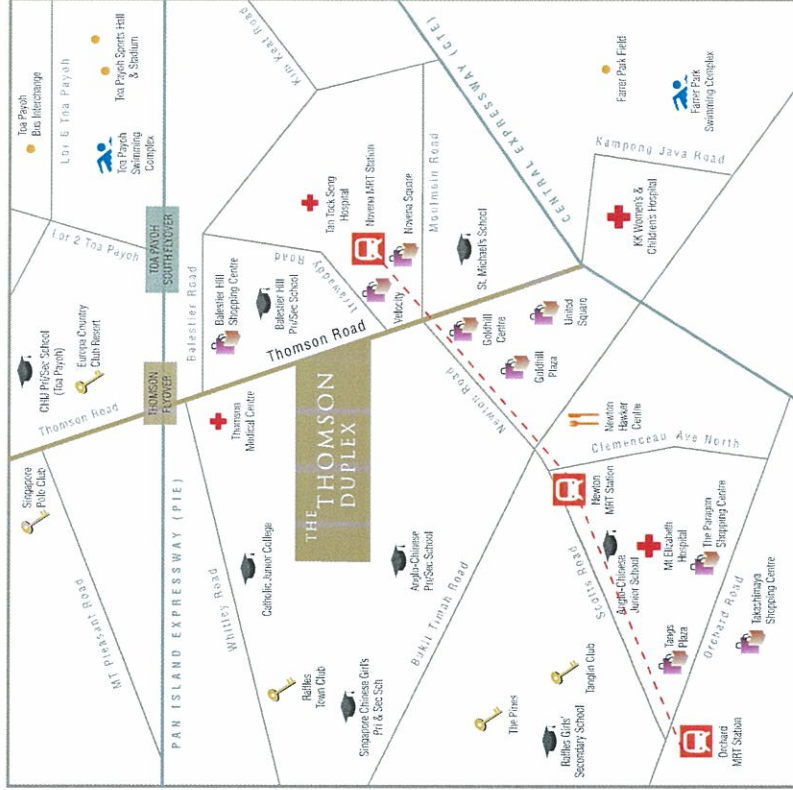 Toa Payoh
Bus Interchange
Lor 6 Toa Payoh
Toa Payoh Sports Hall
& Stadium
Toa Payoh
Swimming
Complex
Kim Keat Road
Lor 2 Toa Payoh
TOA PAYOH
SOUTH FLYOVER
CHIJ Pri/Sec School
(Toa Payoh)
Europa Country
Club Resort
Thomson Road
THOMSON
FLYOVER
Singapore
Polo Club
MT Pleasant Road
PAN ISLAND EXPRESSWAY (PIE)
Balestier Road
Balestier Hill
Shopping Centre
Balestier Hill
Pri/Sec School
Irrawaddy
Road
Tan Tock Seng
Hospital
Novena MRT Station
Novena Square
Velocity
Moulmein Road
St. Michael's School
CENTRAL EXPRESSWAY (CTE)
Farrer Park Field
Farrer Park
Swimming Complex
Kampong Java Road
KK Women's &
Children's Hospital
Thomson Road
Thomson
Medical Centre
THE
THOMSON
DUPLEX
Whitley Road
Catholic Junior College
Raffles
Town Club
Singapore Chinese Girl's
Pri & Sec Sch
Anglo-Chinese
Pri/Sec School
Bukit Timah Road
Newton Road
Goldhill
Centre
Goldhill
Plaza
United
Square
Newton
Hawker
Centre
Clemenceau Ave North
Newton
MRT Station
Scotts Road
Anglo-Chinese
Junior School
Mt Elizabeth
Hospital
The Paragon
Shopping Centre
Tangs
Plaza
Orchard Road
Takashimaya
Shopping Centre
Orchard
MRT Station
The Pines
Tanglin Club
Raffles Girls'
Secondary School